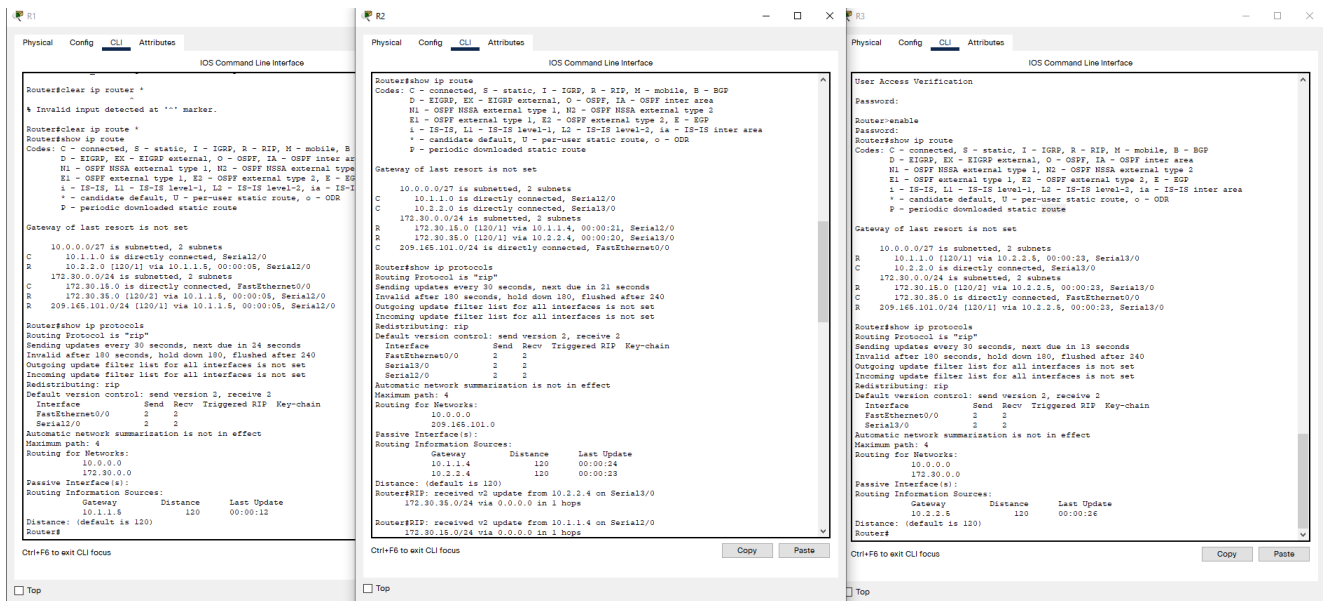 R1
Physical Config CLI Attributes
IOS Command Line Interface
Router#clear ip router *
^
% Invalid input detected at '^' marker.
Router#clear ip route *
Router#show ip route
Codes: C - connected, S - static, I - IGRP, R - RIP, M - mobile, B
D - EIGRP, EX - EIGRP external, O - OSPF, IA - OSPF inter ar
N1 - OSPF NSSA external type 1, N2 - OSPF NSSA external type
E1 - OSPF external type 1, E2 - OSPF external type 2, E - EG
i - IS-IS, L1 - IS-IS level-1, L2 - IS-IS level-2, ia - IS-I
* - candidate default, U - per-user static route, o - ODR
P - periodic downloaded static route
Gateway of last resort is not set
10.0.0.0/27 is subnetted, 2 subnets
C 10.1.1.0 is directly connected, Serial2/0
R 10.2.2.0 [120/1] via 10.1.1.5, 00:00:05, Serial2/0
172.30.0.0/24 is subnetted, 2 subnets
C 172.30.15.0 is directly connected, FastEthernet0/0
R 172.30.35.0 [120/2] via 10.1.1.5, 00:00:05, Serial2/0
R 209.165.101.0/24 [120/1] via 10.1.1.5, 00:00:05, Serial2/0
Router#show ip protocols
Routing Protocol is "rip"
Sending updates every 30 seconds, next due in 24 seconds
Invalid after 180 seconds, hold down 180, flushed after 240
Outgoing update filter list for all interfaces is not set
Incoming update filter list for all interfaces is not set
Redistributing: rip
Default version control: send version 2, receive 2
Interface Send Recv Triggered RIP Key-chain
FastEthernet0/0 2 2
Serial2/0 2 2
Automatic network summarization is not in effect
Maximum path: 4
Routing for Networks:
10.0.0.0
172.30.0.0
Passive Interface(s):
Routing Information Sources:
Gateway Distance Last Update
10.1.1.5 120 00:00:12
Distance: (default is 120)
Router#
Ctrl+F6 to exit CLI focus
Top
R2
Physical Config CLI Attributes
IOS Command Line Interface
Router#show ip route
Codes: C - connected, S - static, I - IGRP, R - RIP, M - mobile, B - BGP
D - EIGRP, EX - EIGRP external, O - OSPF, IA - OSPF inter area
N1 - OSPF NSSA external type 1, N2 - OSPF NSSA external type 2
E1 - OSPF external type 1, E2 - OSPF external type 2, E - EGP
i - IS-IS, L1 - IS-IS level-1, L2 - IS-IS level-2, ia - IS-IS inter area
* - candidate default, U - per-user static route, o - ODR
P - periodic downloaded static route
Gateway of last resort is not set
10.0.0.0/27 is subnetted, 2 subnets
C 10.1.1.0 is directly connected, Serial2/0
C 10.2.2.0 is directly connected, Serial3/0
172.30.0.0/24 is subnetted, 2 subnets
R 172.30.15.0 [120/1] via 10.1.1.4, 00:00:21, Serial2/0
R 172.30.35.0 [120/1] via 10.2.2.4, 00:00:20, Serial3/0
C 209.165.101.0/24 is directly connected, FastEthernet0/0
Router#show ip protocols
Routing Protocol is "rip"
Sending updates every 30 seconds, next due in 21 seconds
Invalid after 180 seconds, hold down 180, flushed after 240
Outgoing update filter list for all interfaces is not set
Incoming update filter list for all interfaces is not set
Redistributing: rip
Default version control: send version 2, receive 2
Interface Send Recv Triggered RIP Key-chain
FastEthernet0/0 2 2
Serial3/0 2 2
Serial2/0 2 2
Automatic network summarization is not in effect
Maximum path: 4
Routing for Networks:
10.0.0.0
209.165.101.0
Passive Interface(s):
Routing Information Sources:
Gateway Distance Last Update
10.1.1.4 120 00:00:24
10.2.2.4 120 00:00:23
Distance: (default is 120)
Router#RIP: received v2 update from 10.2.2.4 on Serial3/0
172.30.35.0/24 via 0.0.0.0 in 1 hops
Router#RIP: received v2 update from 10.1.1.4 on Serial2/0
172.30.15.0/24 via 0.0.0.0 in 1 hops
Ctrl+F6 to exit CLI focus
Copy Paste
Top
R3
Physical Config CLI Attributes
IOS Command Line Interface
User Access Verification
Password:
Router>enable
Password:
Router#show ip route
Codes: C - connected, S - static, I - IGRP, R - RIP, M - mobile, B - BGP
D - EIGRP, EX - EIGRP external, O - OSPF, IA - OSPF inter area
N1 - OSPF NSSA external type 1, N2 - OSPF NSSA external type 2
E1 - OSPF external type 1, E2 - OSPF external type 2, E - EGP
i - IS-IS, L1 - IS-IS level-1, L2 - IS-IS level-2, ia - IS-IS inter area
* - candidate default, U - per-user static route, o - ODR
P - periodic downloaded static route
Gateway of last resort is not set
10.0.0.0/27 is subnetted, 2 subnets
R 10.1.1.0 [120/1] via 10.2.2.5, 00:00:23, Serial3/0
C 10.2.2.0 is directly connected, Serial3/0
172.30.0.0/24 is subnetted, 2 subnets
R 172.30.15.0 [120/2] via 10.2.2.5, 00:00:23, Serial3/0
C 172.30.35.0 is directly connected, FastEthernet0/0
R 209.165.101.0/24 [120/1] via 10.2.2.5, 00:00:23, Serial3/0
Router#show ip protocols
Routing Protocol is "rip"
Sending updates every 30 seconds, next due in 13 seconds
Invalid after 180 seconds, hold down 180, flushed after 240
Outgoing update filter list for all interfaces is not set
Incoming update filter list for all interfaces is not set
Redistributing: rip
Default version control: send version 2, receive 2
Interface Send Recv Triggered RIP Key-chain
FastEthernet0/0 2 2
Serial3/0 2 2
Automatic network summarization is not in effect
Maximum path: 4
Routing for Networks:
10.0.0.0
172.30.0.0
Passive Interface(s):
Routing Information Sources:
Gateway Distance Last Update
10.2.2.5 120 00:00:26
Distance: (default is 120)
Router#
Ctrl+F6 to exit CLI focus
Copy Paste
Top